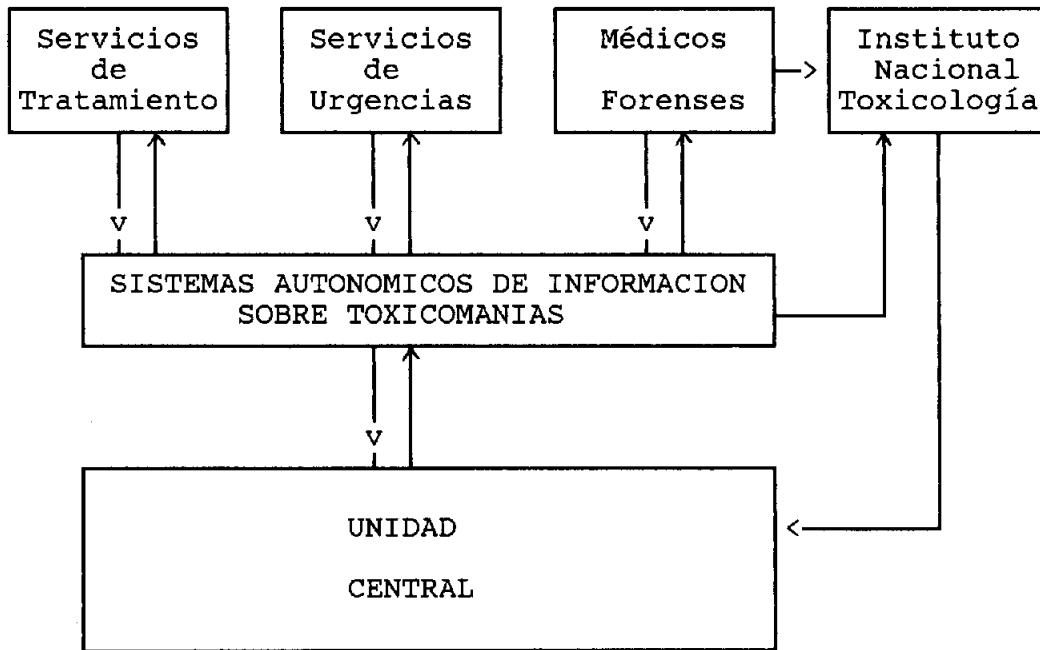 Servicios
de
Tratamiento
Servicios
de
Urgencias
Médicos
Forenses
Instituto
Nacional
Toxicología
SISTEMAS AUTONOMICOS DE INFORMACION
SOBRE TOXICOMANIAS
UNIDAD
CENTRAL